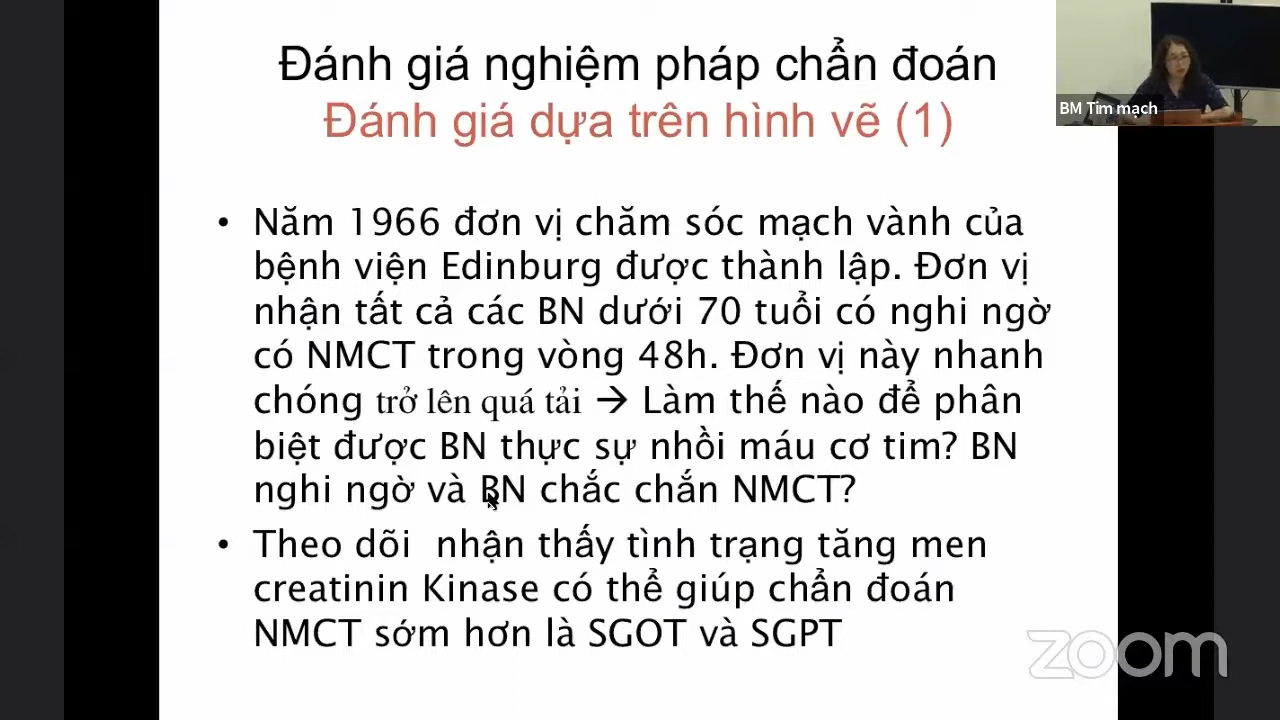 Đánh giá nghiệm pháp chẩn đoán
Đánh giá dựa trên hình vẽ (1)
BM Tim mạch
• Năm 1966 đơn vị chăm sóc mạch vành của
bệnh viện Edinburg được thành lập. Đơn vị
nhận tất cả các BN dưới 70 tuổi có nghi ngờ
có NMCT trong vòng 48h. Đơn vị này nhanh
chóng trở lên quá tải → Làm thế nào để phân
biệt được BN thực sự nhồi máu cơ tim? BN
nghi ngờ và BN chắc chắn NMCT?
• Theo dõi nhận thấy tình trạng tăng men
creatinin Kinase có thể giúp chẩn đoán
NMCT sớm hơn là SGOT và SGPT
zoom